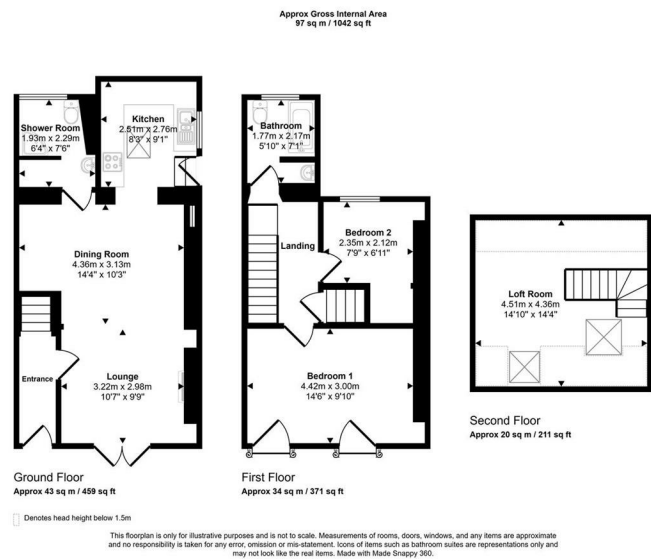 Approx Gross Internal Area
97 sq m / 1042 sq ft
Shower Room
1.93m x 2.29m
6'4" x 7'6"
Kitchen
2.51m x 2.76m
8'3" x 9'1"
Dining Room
4.36m x 3.13m
14'4" x 10'3"
Lounge
3.22m x 2.98m
10'7" x 9'9"
Entrance
Ground Floor
Approx 43 sq m / 459 sq ft
Bathroom
1.77m x 2.17m
5'10" x 7'1"
Landing
Bedroom 2
2.35m x 2.12m
7'9" x 6'11"
Bedroom 1
4.42m x 3.00m
14'6" x 9'10"
First Floor
Approx 34 sq m / 371 sq ft
Loft Room
4.51m x 4.36m
14'10" x 14'4"
Second Floor
Approx 20 sq m / 211 sq ft
Denotes head height below 1.5m
This floorplan is only for illustrative purposes and is not to scale. Measurements of rooms, doors, windows, and any items are approximate
and no responsibility is taken for any error, omission or mis-statement. Icons of items such as bathroom suites are representations only and
may not look like the real items. Made with Made Snappy 360.